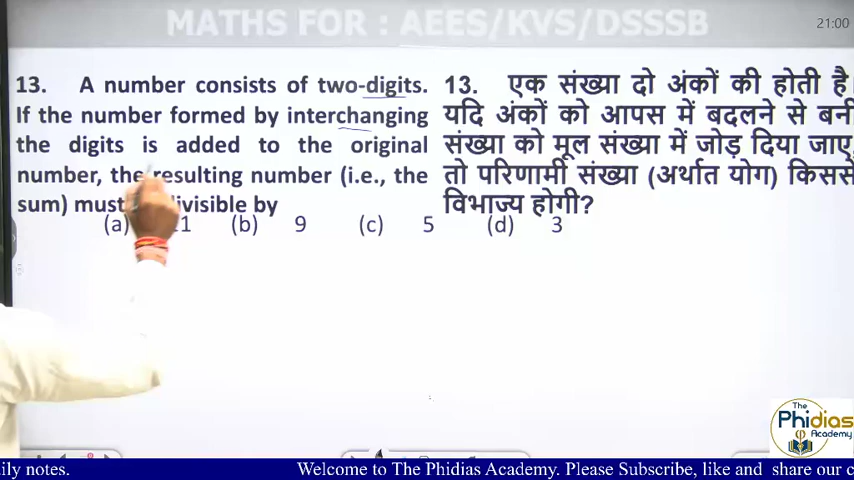 MATHS FOR : AEES/KVS/DSSSB
21:00
13. A number consists of two-digits.
If the number formed by interchanging
the digits is added to the original
number, the resulting number (i.e., the
sum) must divisible by
(a) 11 (b) 9 (c) 5 (d) 3
13. एक संख्या दो अंकों की होती है।
यदि अंकों को आपस में बदलने से बनी
संख्या को मूल संख्या में जोड़ दिया जाए,
तो परिणामी संख्या (अर्थात योग) किससे
विभाज्य होगी?
The
Phidias
Academy
ily notes. Welcome to The Phidias Academy. Please Subscribe, like and share our c